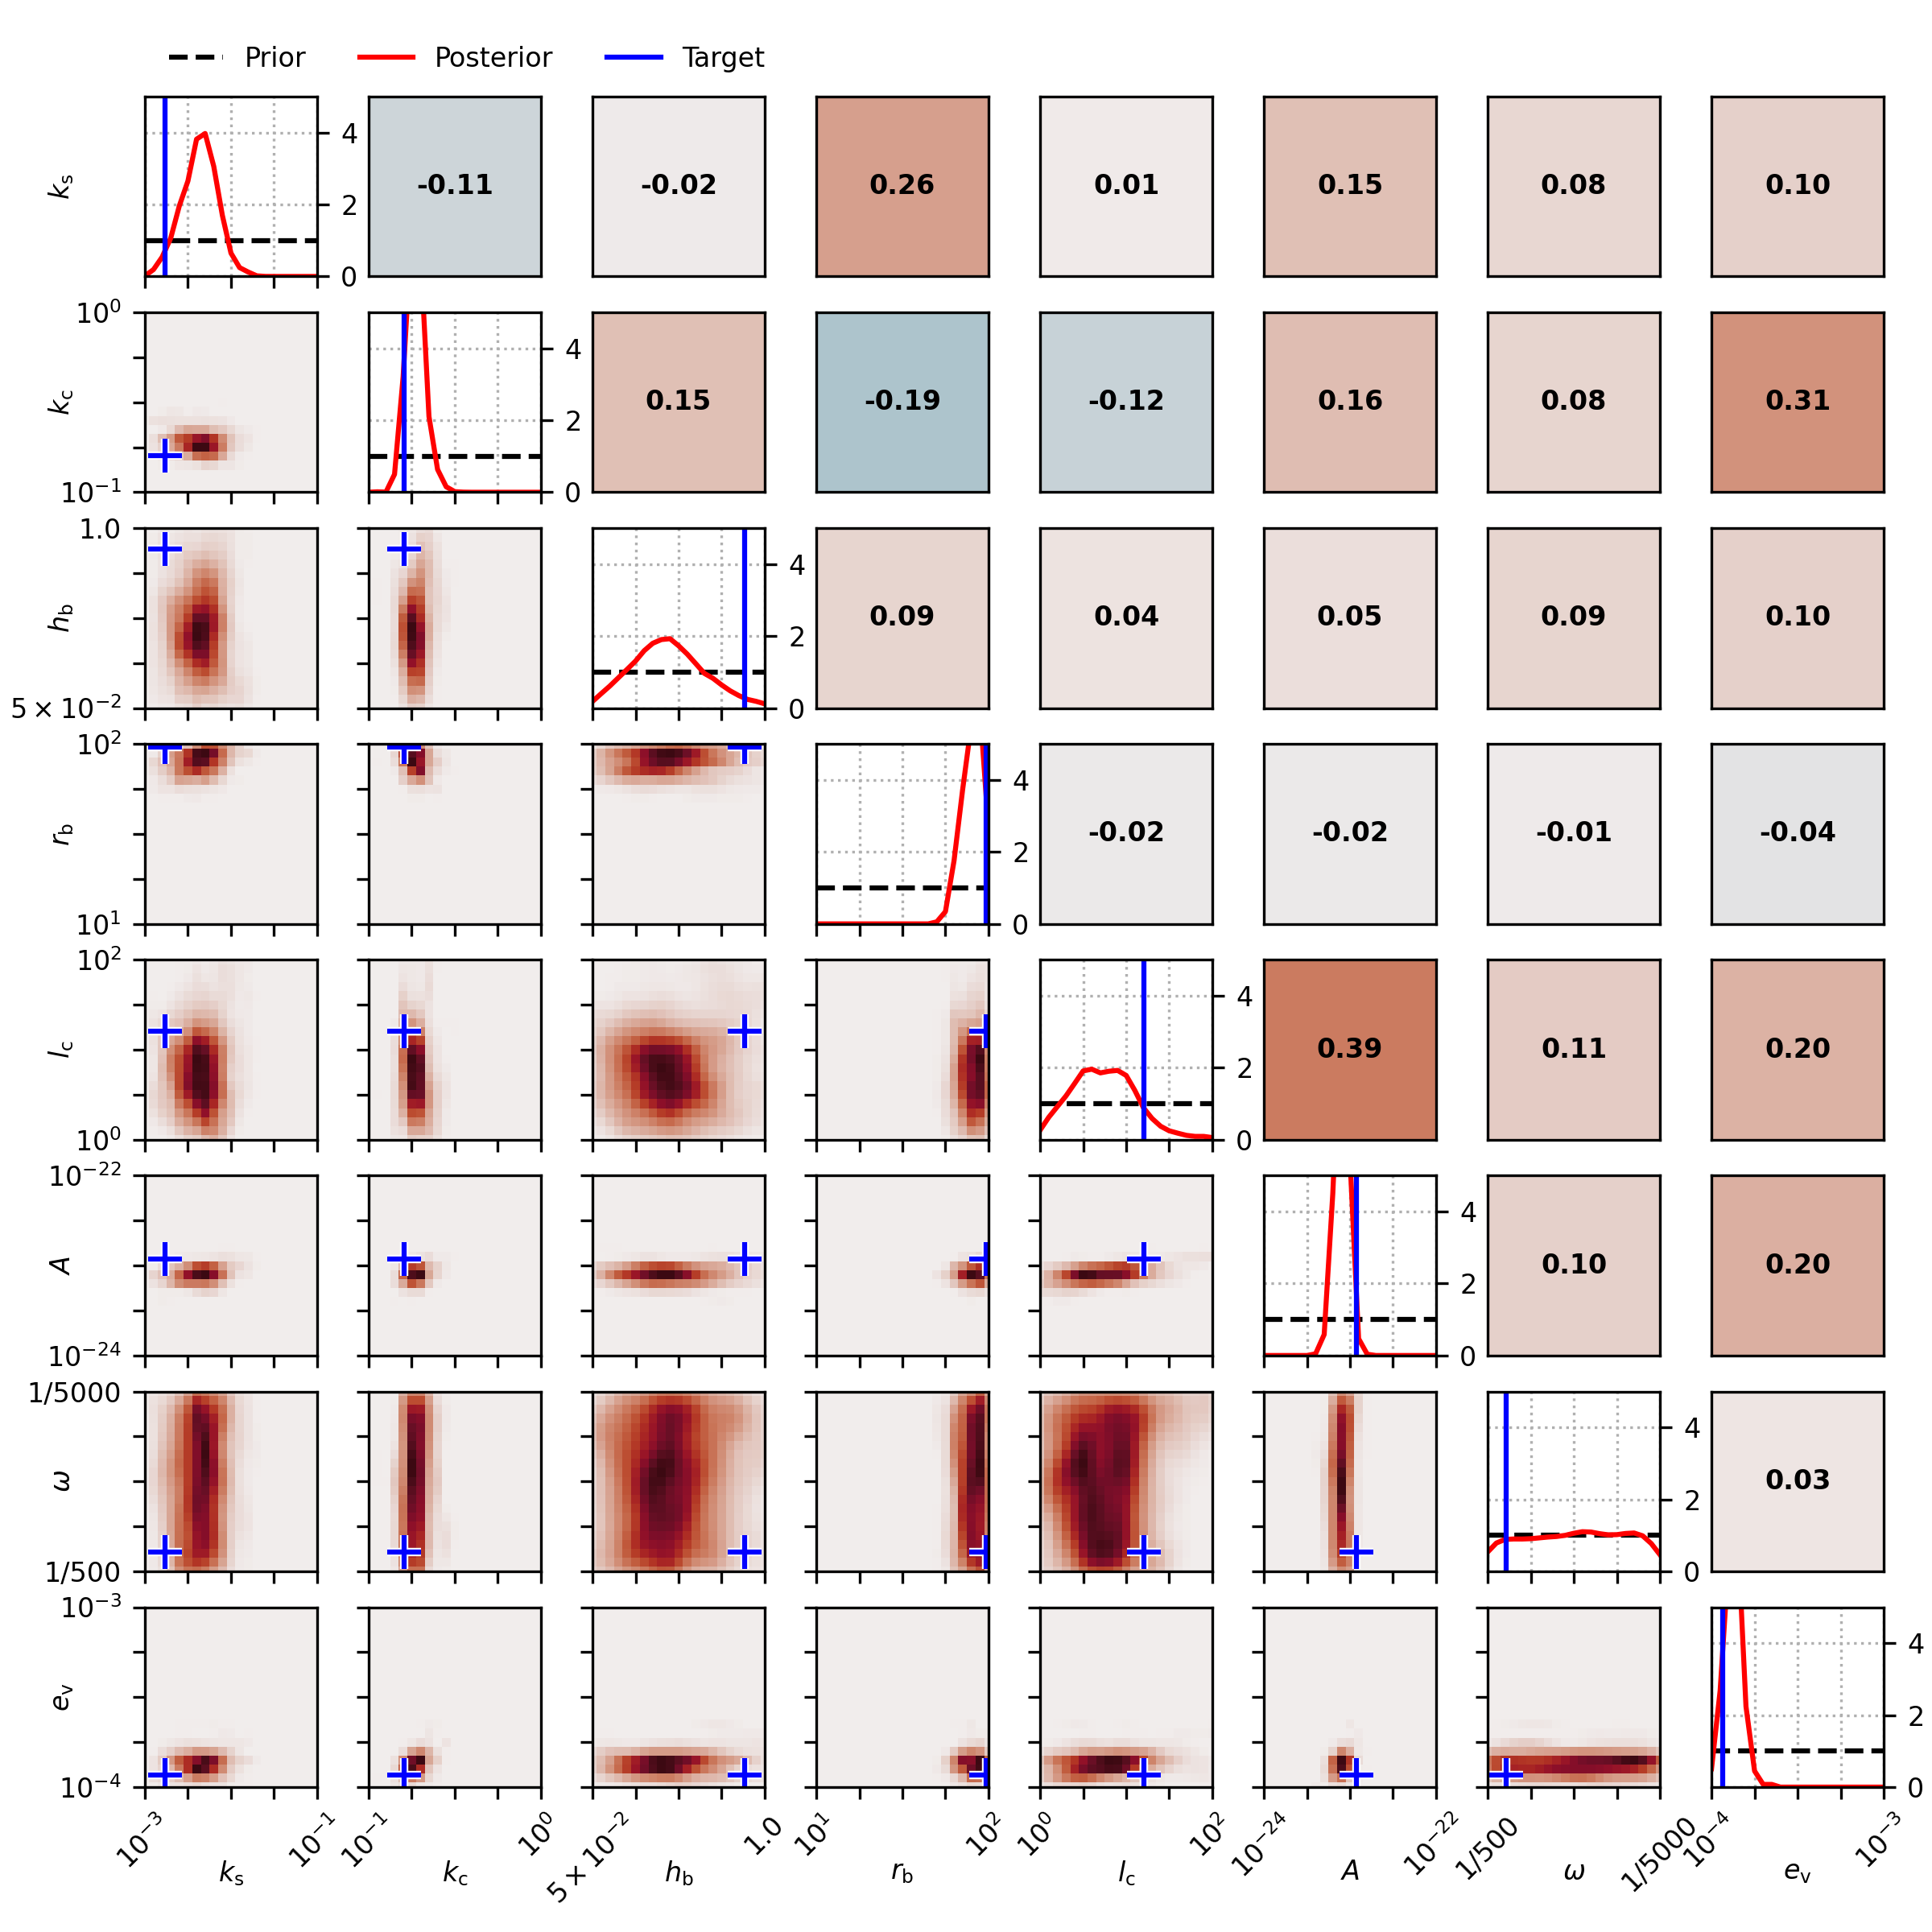 Prior Posterior Target
k_s 4 2 0 -0.11 -0.02 0.26 0.01 0.15 0.08 0.10
10^0 k_c 10^-1 4 2 0 0.15 -0.19 -0.12 0.16 0.08 0.31
1.0 h_b 5×10^-2 4 2 0 0.09 0.04 0.05 0.09 0.10
10^2 r_b 10^1 4 2 0 -0.02 -0.02 -0.01 -0.04
10^2 l_c 10^0 4 2 0 0.39 0.11 0.20
10^-22 A 10^-24 4 2 0 0.10 0.20
1/5000 ω 1/500 4 2 0 0.03
10^-3 e_v 10^-4 4 2 0
10^-3 10^-1 10^-1 10^0 5×10^-2 1.0 10^1 10^2 10^0 10^2 10^-24 10^-22 1/500 1/5000 10^-4 10^-3
k_s k_c h_b r_b l_c A ω e_v